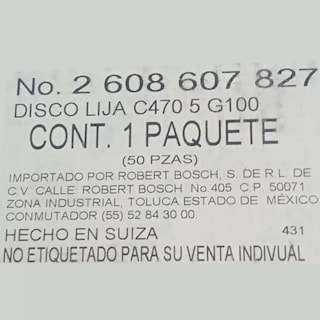 No. 2 608 607 827
DISCO LIJA C470 5 G100
CONT. 1 PAQUETE
(50 PZAS)
IMPORTADO POR ROBERT BOSCH, S. DE R.L. DE
C.V. CALLE: ROBERT BOSCH No.405 C.P. 50071
ZONA INDUSTRIAL, TOLUCA ESTADO DE MÉXICO
CONMUTADOR (55) 52 84 30 00.
HECHO EN SUIZA 431
NO ETIQUETADO PARA SU VENTA INDIVUAL